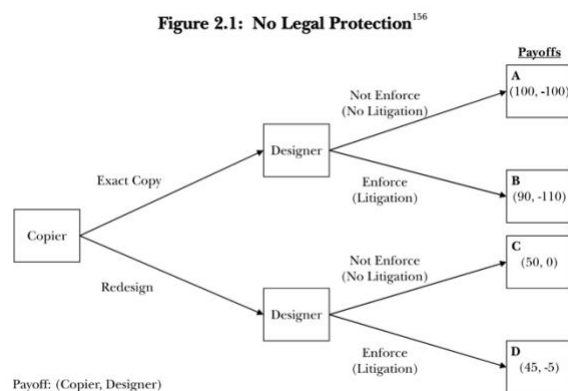 Figure 2.1: No Legal Protection156
Payoffs
A
(100, -100)
Not Enforce
(No Litigation)
Designer
Exact Copy
Enforce
(Litigation)
B
(90, -110)
Copier
C
(50, 0)
Not Enforce
(No Litigation)
Redesign
Designer
Enforce
(Litigation)
D
(45, -5)
Payoff: (Copier, Designer)